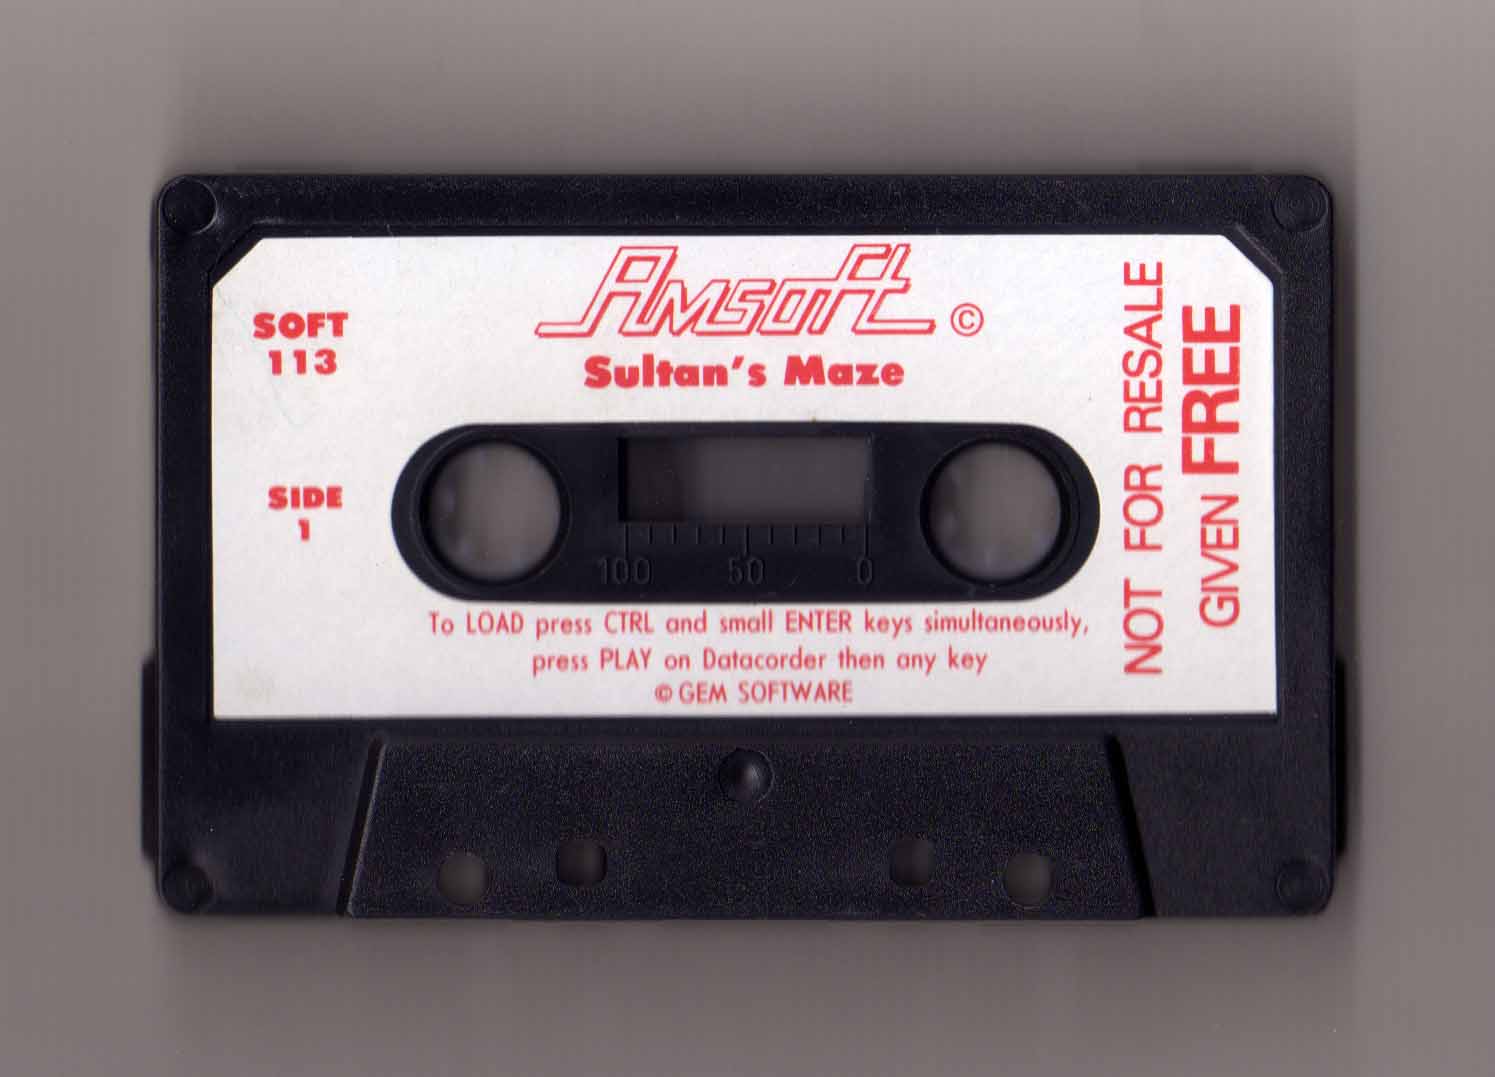 Amsoft ©
Sultan's Maze
SOFT
113
SIDE
1
100 50 0
To LOAD press CTRL and small ENTER keys simultaneously,
press PLAY on Datacorder then any key
© GEM SOFTWARE
NOT FOR RESALE
GIVEN FREE